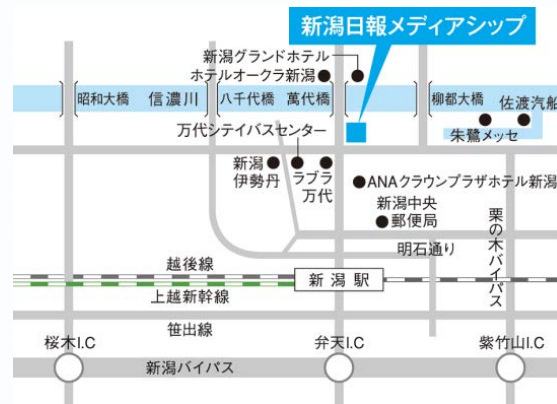 新潟日報メディアシップ
新潟グランドホテル
ホテルオークラ新潟
昭和大橋
信濃川
八千代橋
萬代橋
柳都大橋
佐渡汽船
朱鷺メッセ
万代シテイバスセンター
新潟
伊勢丹
ラブラ
万代
ANAクラウンプラザホテル新潟
新潟中央
郵便局
明石通り
栗の木バイパス
越後線
新潟駅
上越新幹線
笹出線
桜木I.C
弁天I.C
紫竹山I.C
新潟バイパス